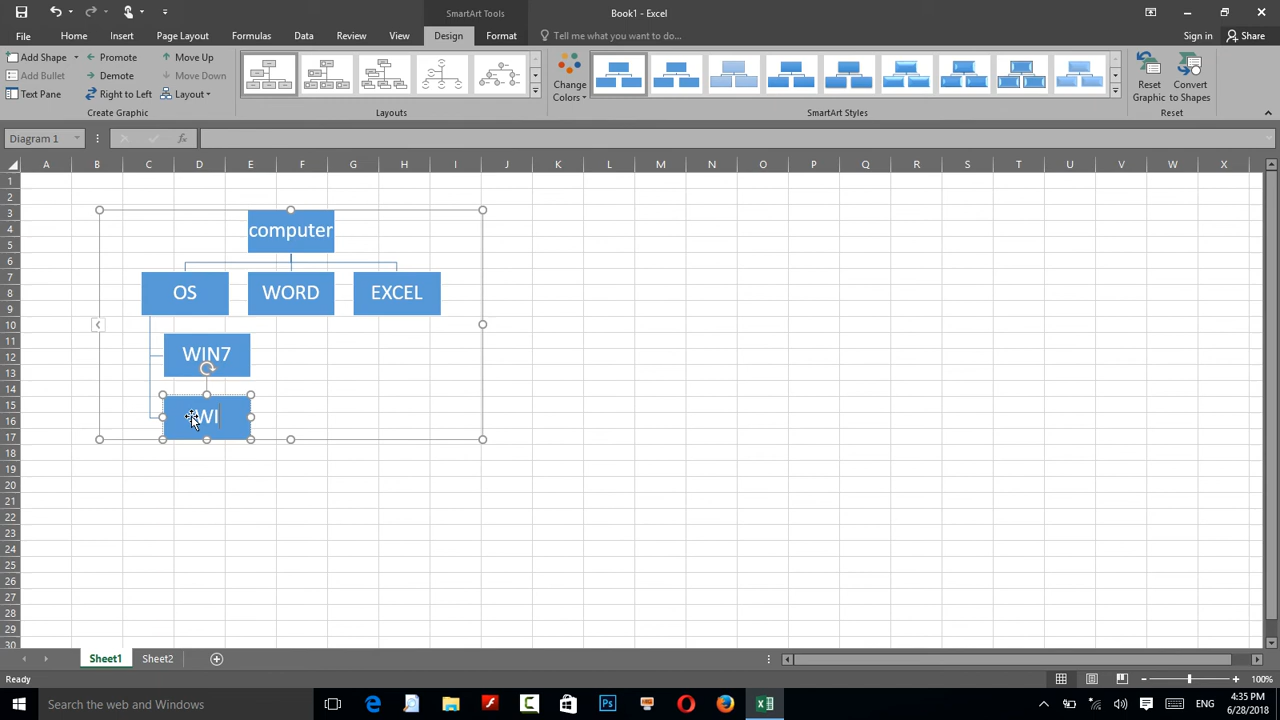 SmartArt Tools
Book1 - Excel
File Home Insert Page Layout Formulas Data Review View Design Format Tell me what you want to do... Sign in Share
Add Shape Promote Move Up
Add Bullet Demote Move Down
Text Pane Right to Left Layout
Change Colors
Reset Graphic
Convert to Shapes
Create Graphic Layouts SmartArt Styles Reset
Diagram 1 fx
A B C D E F G H I J K L M N O P Q R S T U V W X
1
2
3
4
5
6
7
8
9
10
11
12
13
14
15
16
17
18
19
20
21
22
23
24
25
26
27
28
29
30
computer
OS WORD EXCEL
WIN7
WI
Sheet1 Sheet2
Ready 100%
Search the web and Windows
ENG
4:35 PM
6/28/2018